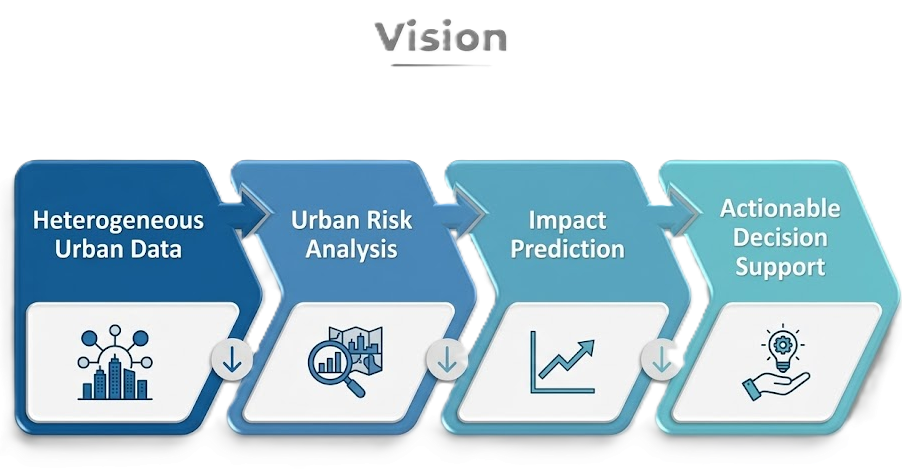 Vision
Heterogeneous
Urban Data
Urban Risk
Analysis
Impact
Prediction
Actionable
Decision
Support